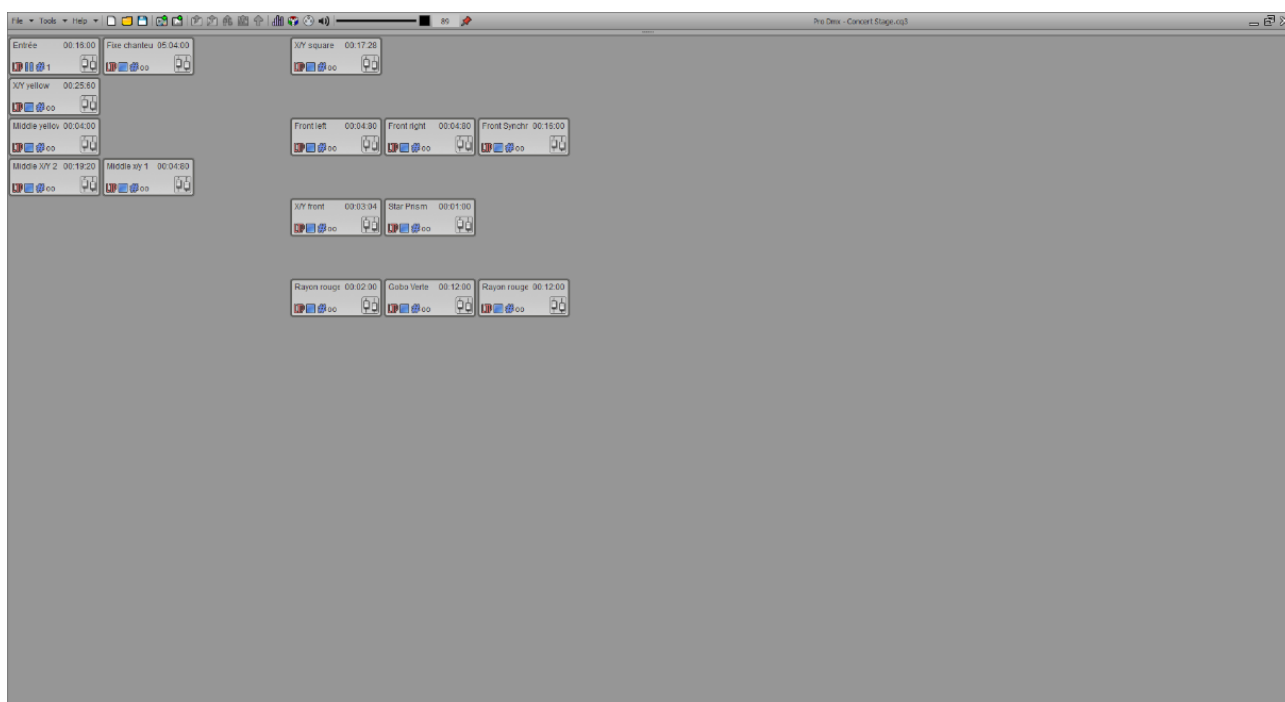 File Tools Help 89 Pro Dmx - Concert Stage.cq3
Entrée 00:16:00 Fixe chanteu 05:04:00 X/Y square 00:17:28
1 ∞ ∞
X/Y yellow 00:25:60
∞
Middle yellov 00:04:00 Front left 00:04:80 Front right 00:04:80 Front Synchr 00:16:00
∞ ∞ ∞ ∞
Middle X/Y 2 00:19:20 Middle x/y 1 00:04:80
∞ ∞
X/Y front 00:03:04 Star Prism 00:01:00
∞ ∞
Rayon rouge 00:02:00 Gobo Verte 00:12:00 Rayon rouge 00:12:00
∞ ∞ ∞